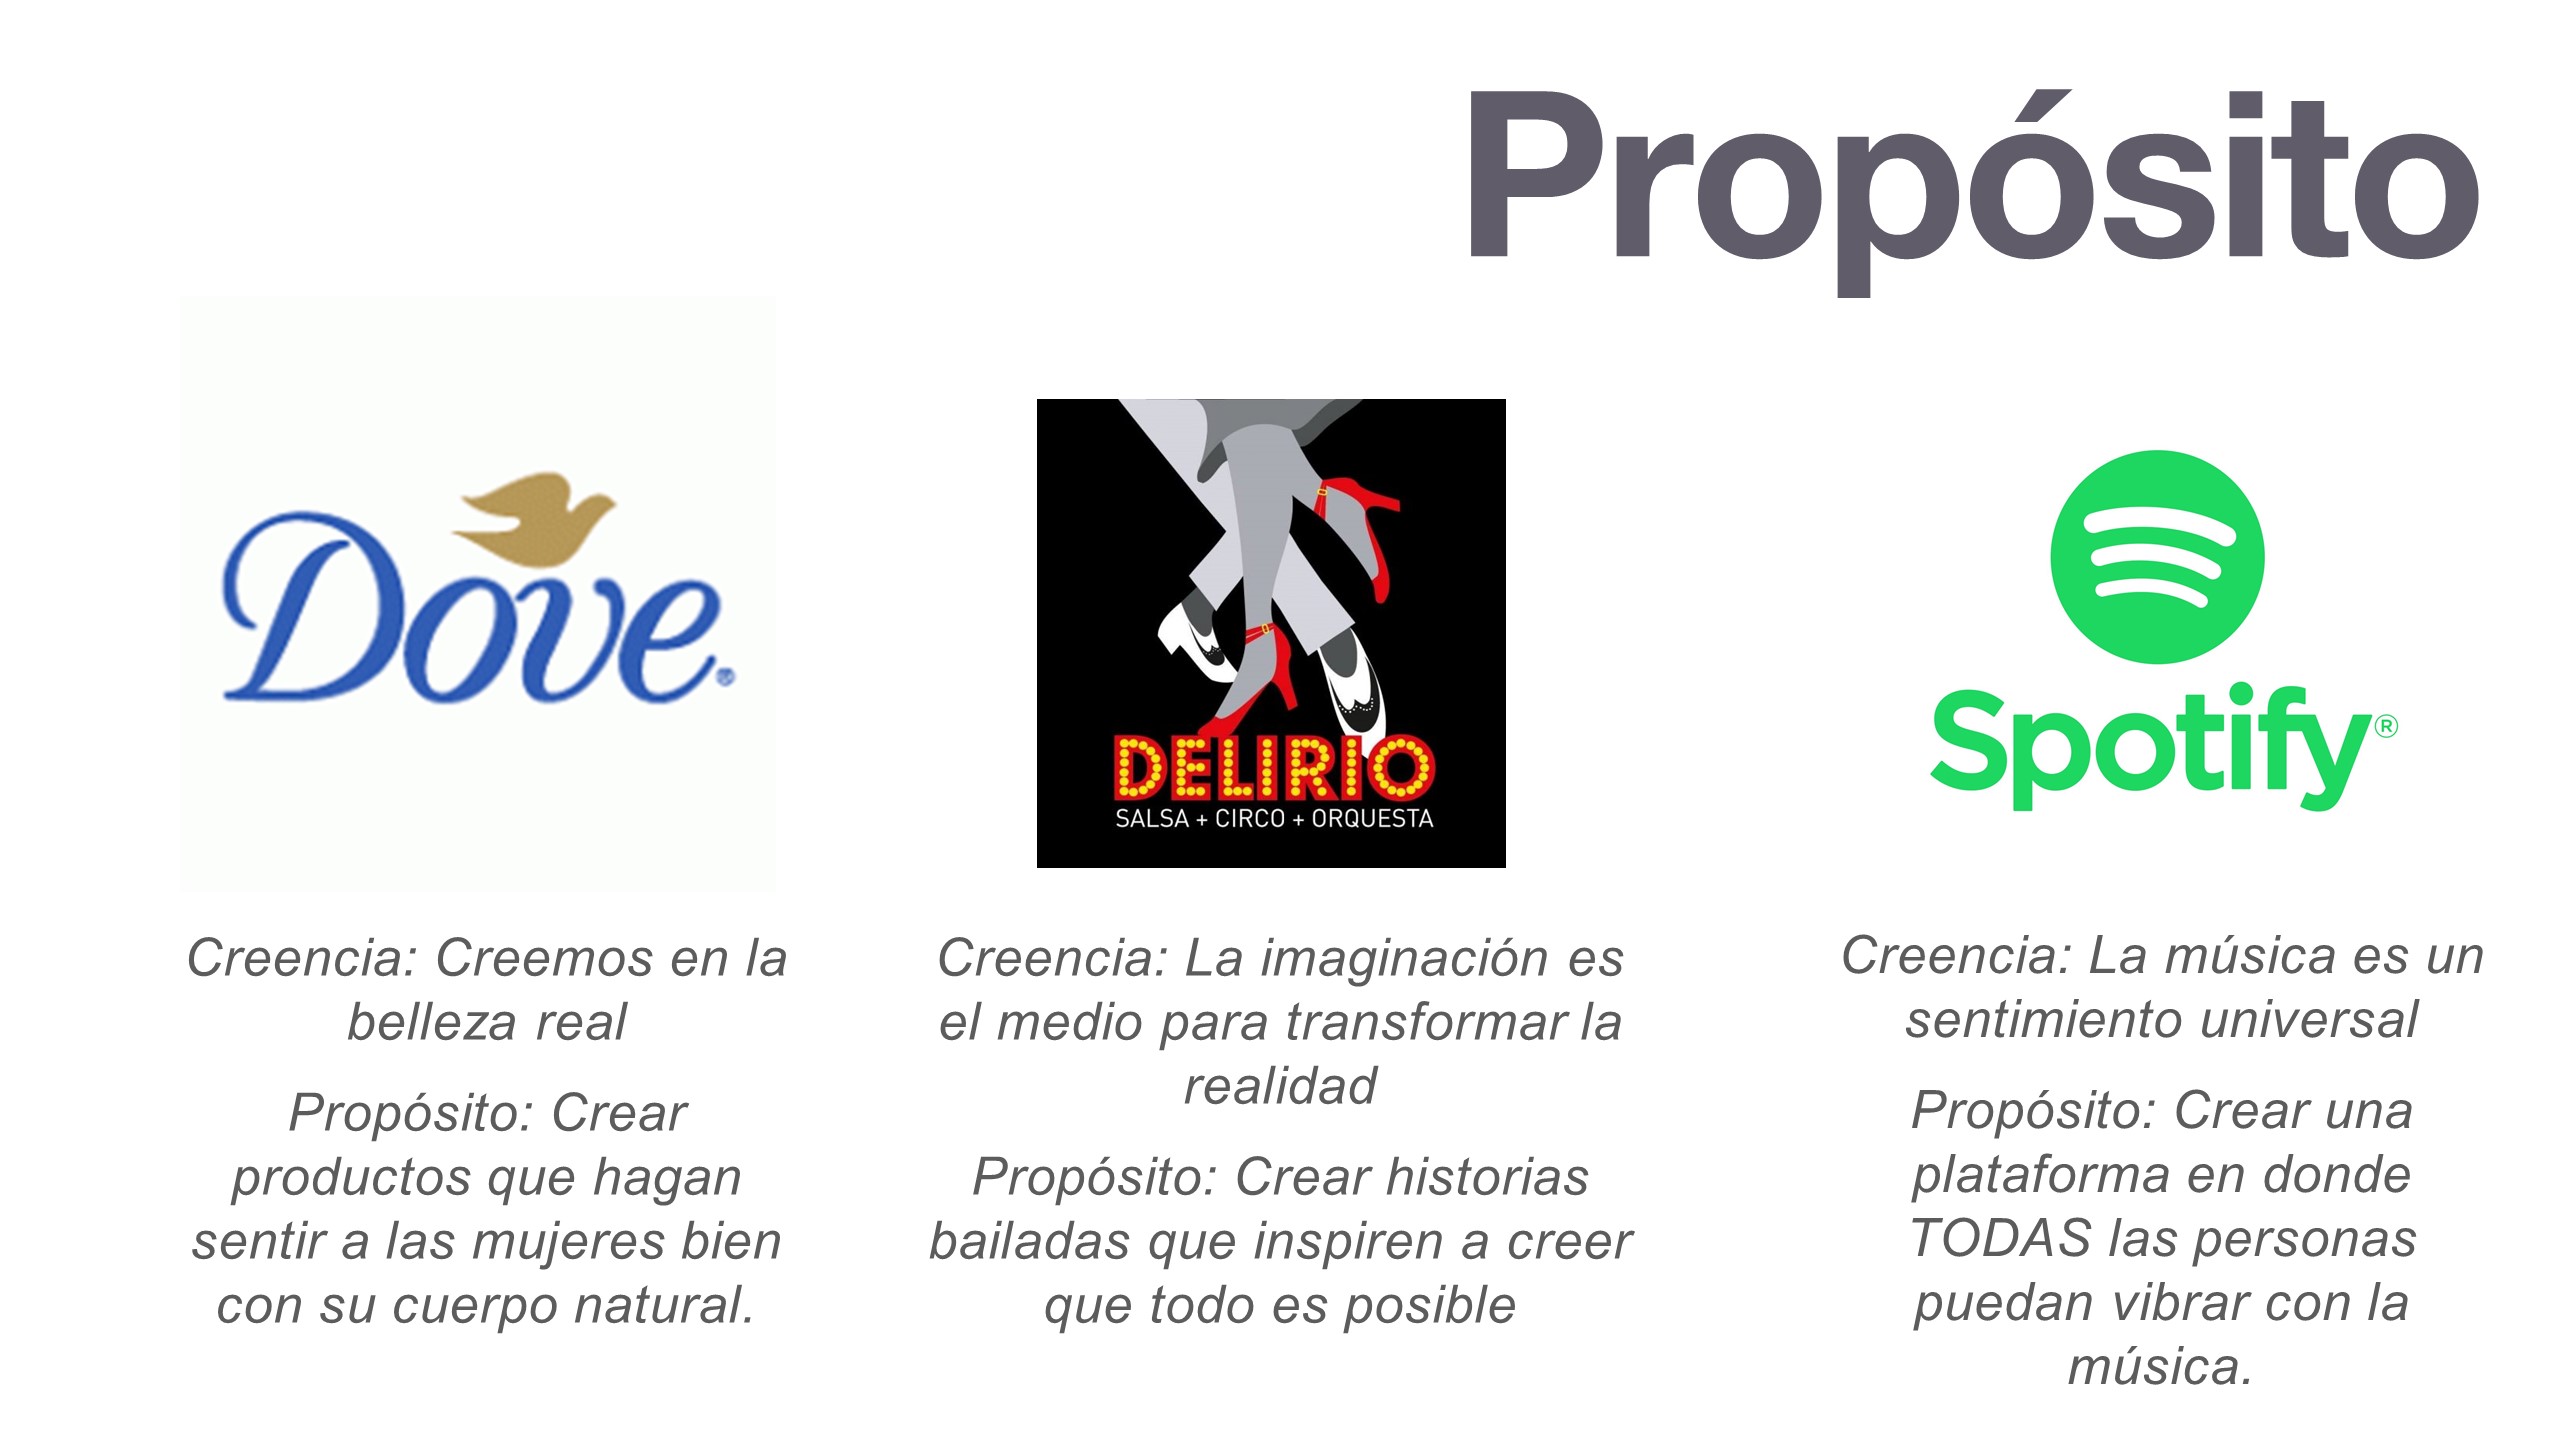 Propósito
Dove
DELIRIO
SALSA + CIRCO + ORQUESTA
Spotify®
Creencia: Creemos en la
belleza real
Propósito: Crear
productos que hagan
sentir a las mujeres bien
con su cuerpo natural.
Creencia: La imaginación es
el medio para transformar la
realidad
Propósito: Crear historias
bailadas que inspiren a creer
que todo es posible
Creencia: La música es un
sentimiento universal
Propósito: Crear una
plataforma en donde
TODAS las personas
puedan vibrar con la
música.